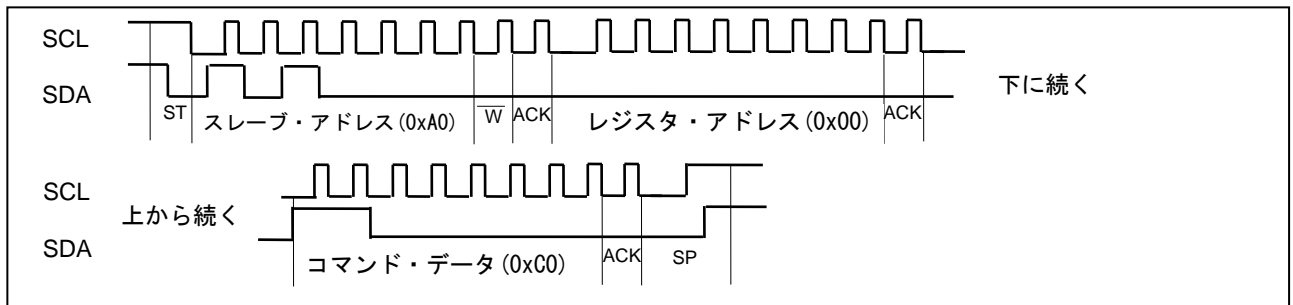 SCL
SDA
ST
スレーブ・アドレス(0xA0)
W
ACK
レジスタ・アドレス(0x00)
ACK
下に続く
SCL
上から続く
SDA
コマンド・データ(0xC0)
ACK
SP